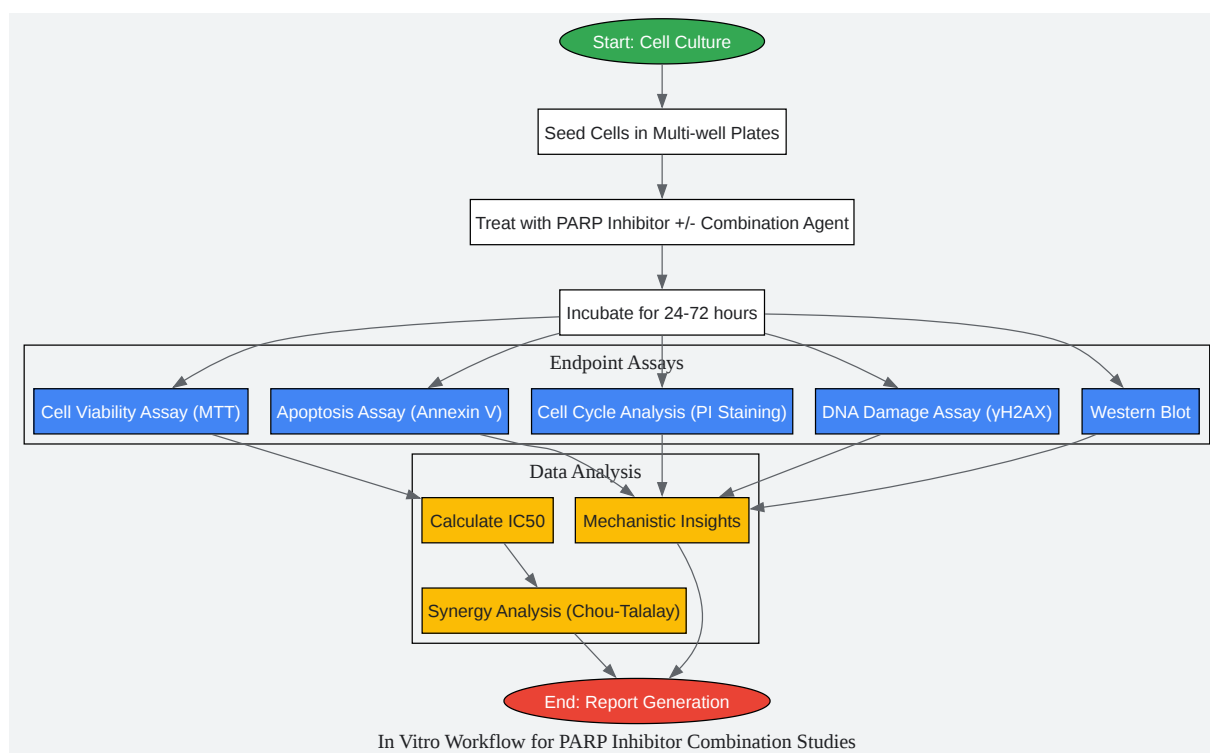 Start: Cell Culture
Seed Cells in Multi-well Plates
Treat with PARP Inhibitor +/- Combination Agent
Incubate for 24-72 hours
Endpoint Assays
Cell Viability Assay (MTT)
Apoptosis Assay (Annexin V)
Cell Cycle Analysis (PI Staining)
DNA Damage Assay (γH2AX)
Western Blot
Data Analysis
Calculate IC50
Mechanistic Insights
Synergy Analysis (Chou-Talalay)
End: Report Generation
In Vitro Workflow for PARP Inhibitor Combination Studies